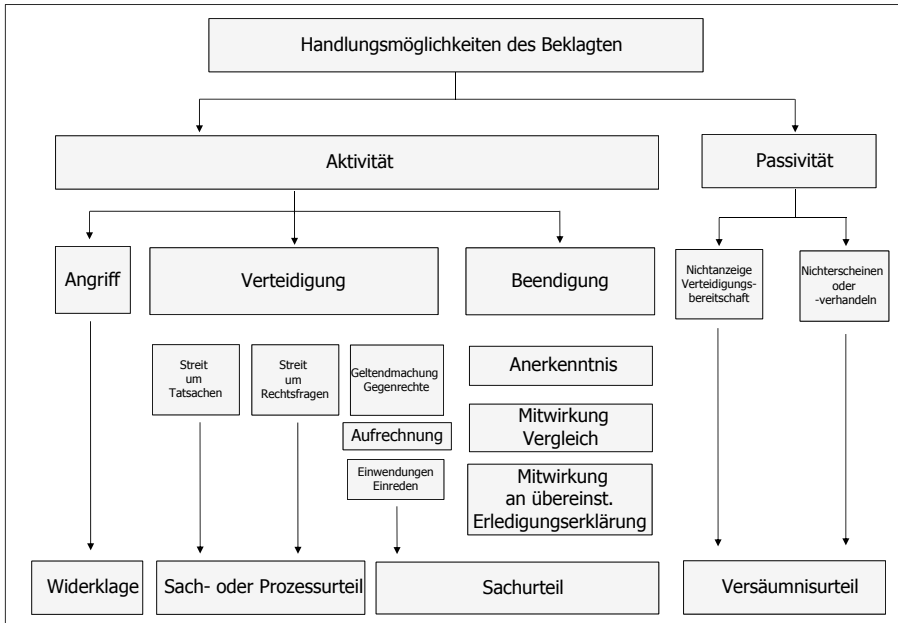 Handlungsmöglichkeiten des Beklagten
Aktivität
Passivität
Angriff
Verteidigung
Beendigung
Nichtanzeige
Verteidigungs-
bereitschaft
Nichterscheinen
oder
-verhandeln
Streit
um
Tatsachen
Streit
um
Rechtsfragen
Geltendmachung
Gegenrechte
Aufrechnung
Einwendungen
Einreden
Anerkenntnis
Mitwirkung
Vergleich
Mitwirkung
an übereinst.
Erledigungserklärung
Widerklage
Sach- oder Prozessurteil
Sachurteil
Versäumnisurteil